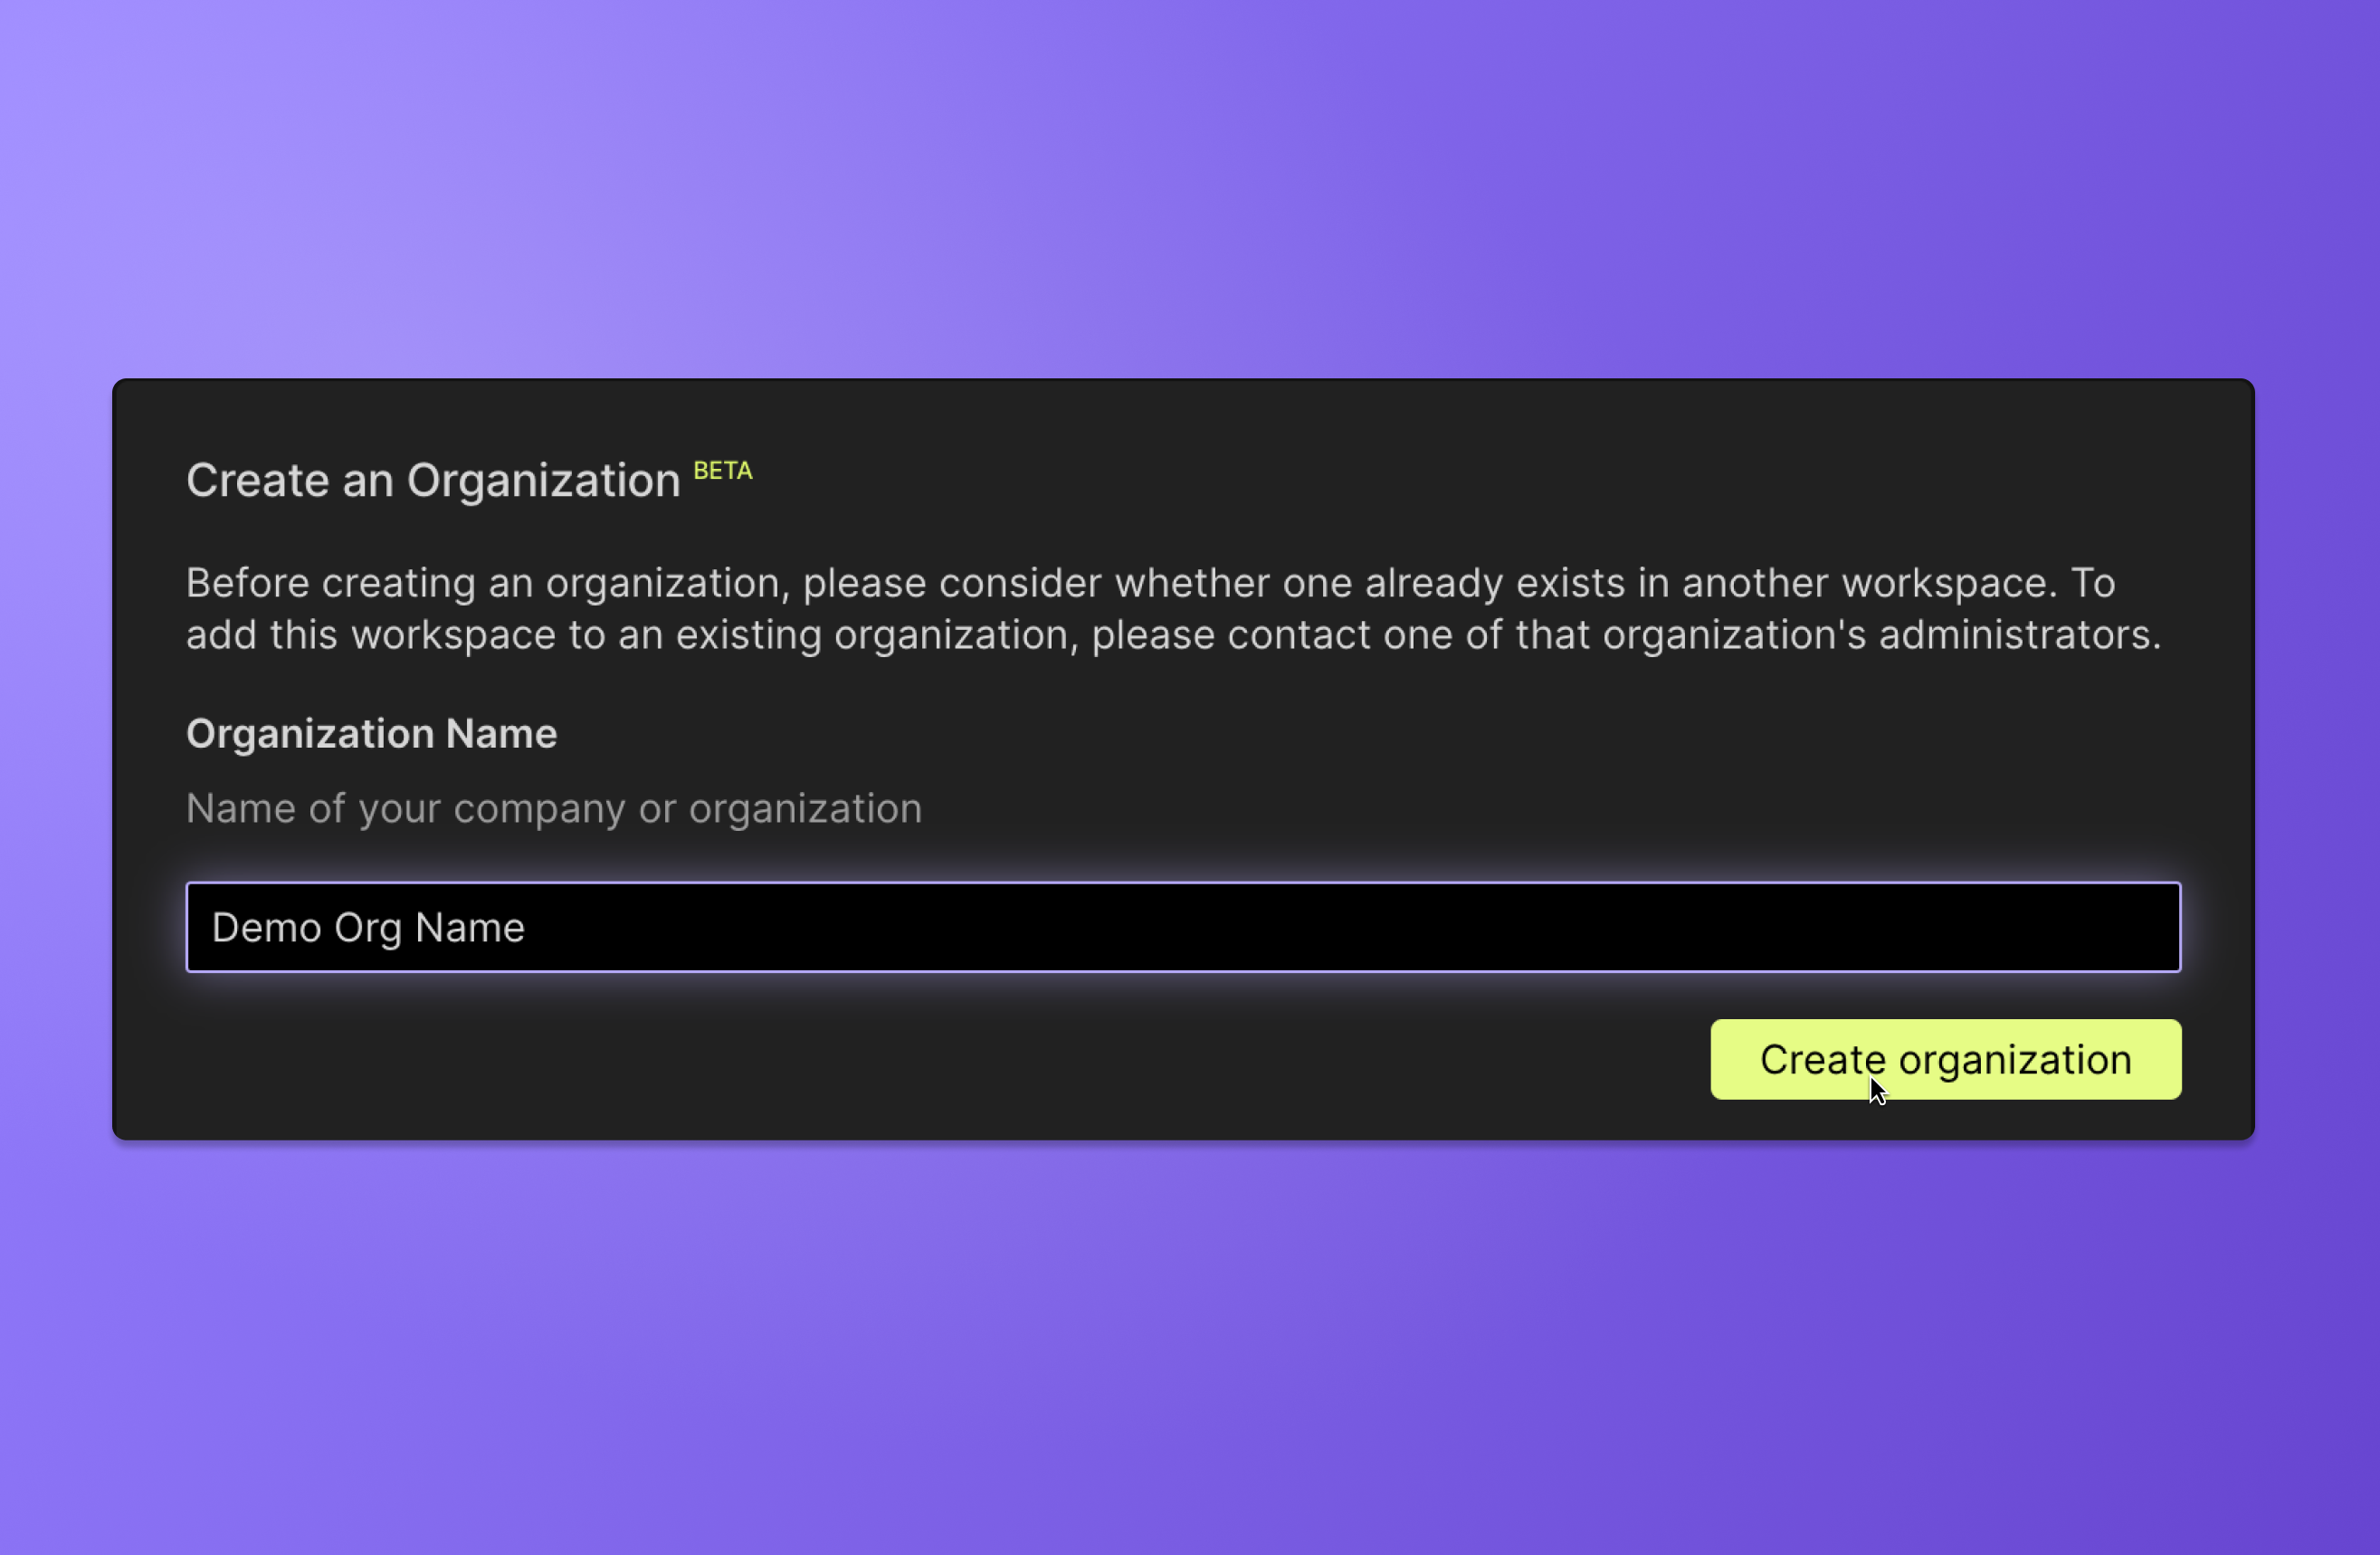 Create an Organization BETA
Before creating an organization, please consider whether one already exists in another workspace. To
add this workspace to an existing organization, please contact one of that organization's administrators.
Organization Name
Name of your company or organization
Demo Org Name
Create organization